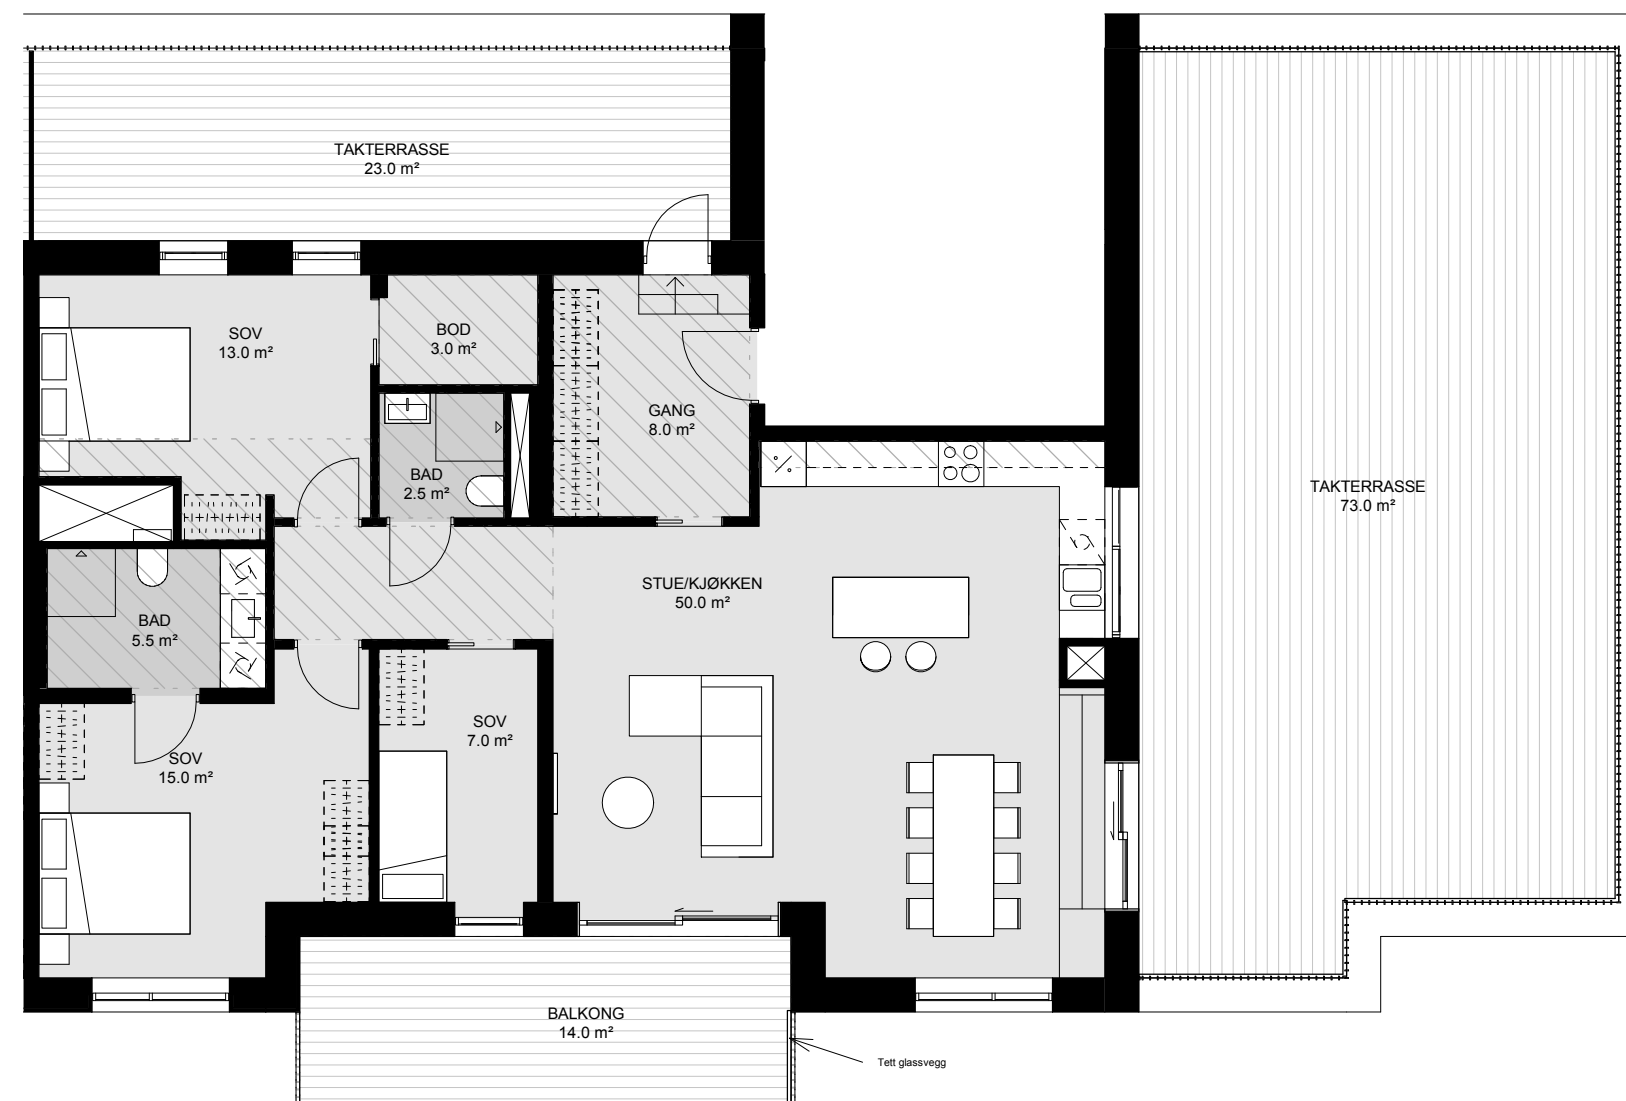 TAKTERRASSE
23.0 m²
SOV
13.0 m²
BOD
3.0 m²
GANG
8.0 m²
BAD
2.5 m²
TAKTERRASSE
73.0 m²
STUE/KJØKKEN
50.0 m²
BAD
5.5 m²
SOV
7.0 m²
SOV
15.0 m²
BALKONG
14.0 m²
Tett glassvegg